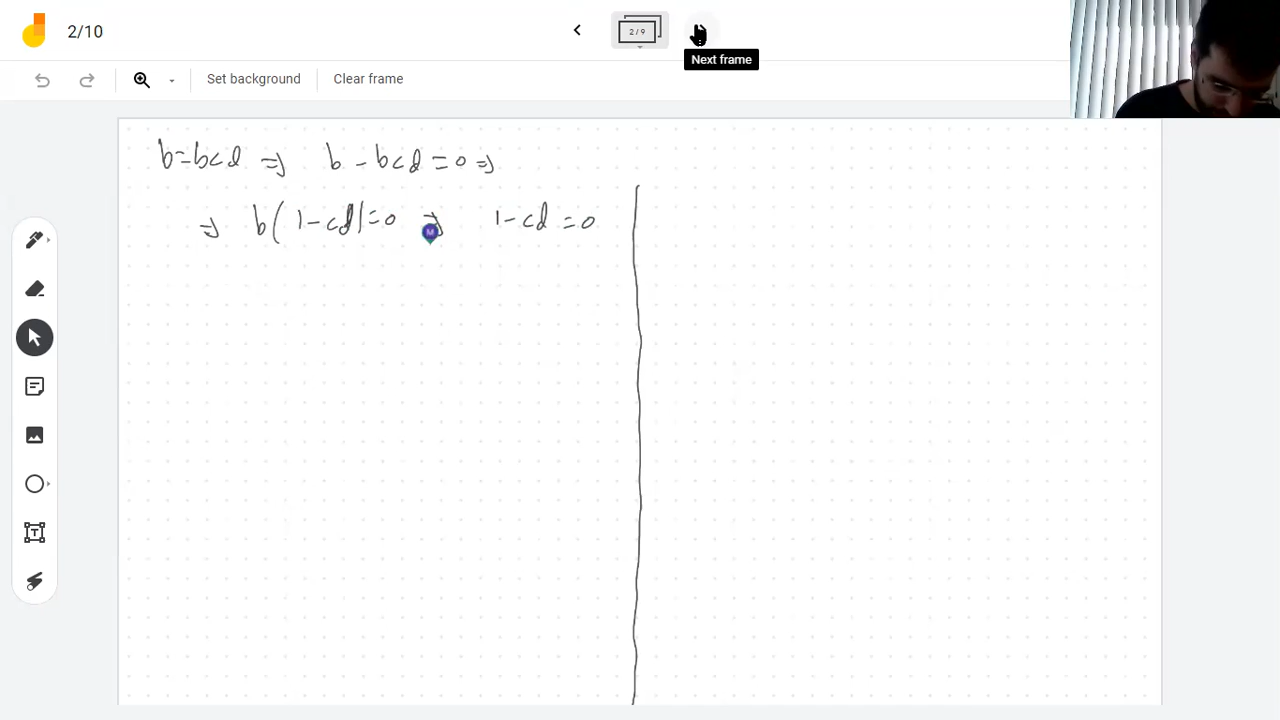 2/10
2 / 9
Next frame
Set background
Clear frame
b=bcd ⇒ b - bcd = 0 ⇒
⇒ b(1-cd)=0 ⇒ 1-cd=0
M
T